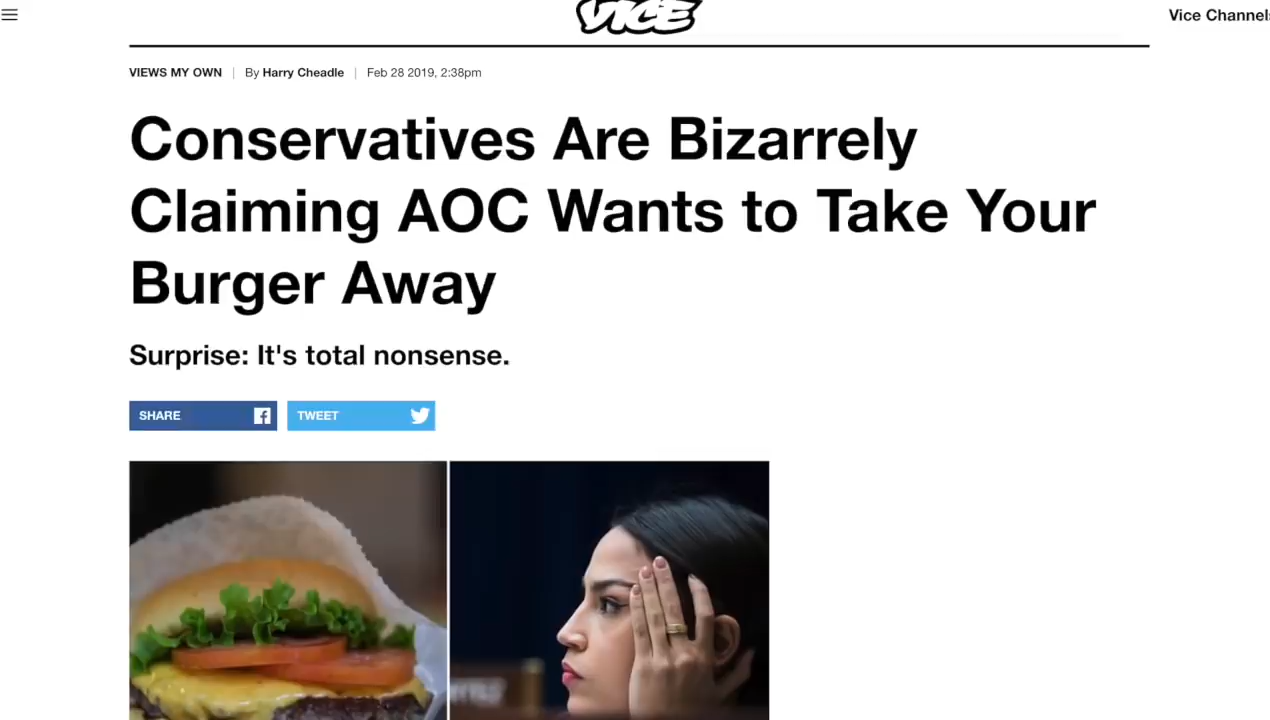 VICE
Vice Channels
VIEWS MY OWN | By Harry Cheadle | Feb 28 2019, 2:38pm
Conservatives Are Bizarrely
Claiming AOC Wants to Take Your
Burger Away
Surprise: It's total nonsense.
SHARE
TWEET